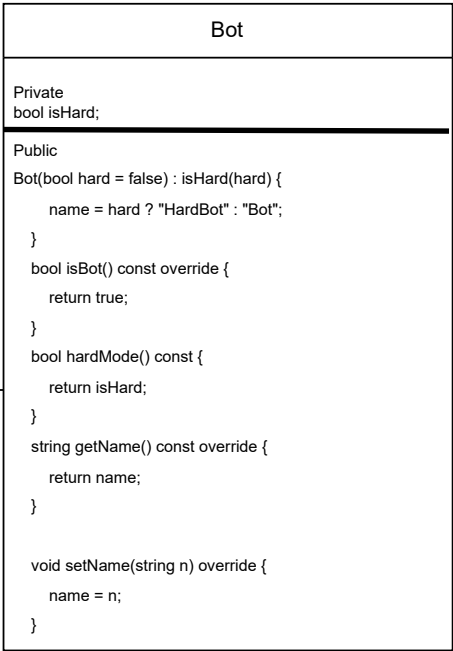 Bot
Private
bool isHard;
Public
Bot(bool hard = false) : isHard(hard) {
name = hard ? "HardBot" : "Bot";
}
bool isBot() const override {
return true;
}
bool hardMode() const {
return isHard;
}
string getName() const override {
return name;
}
void setName(string n) override {
name = n;
}